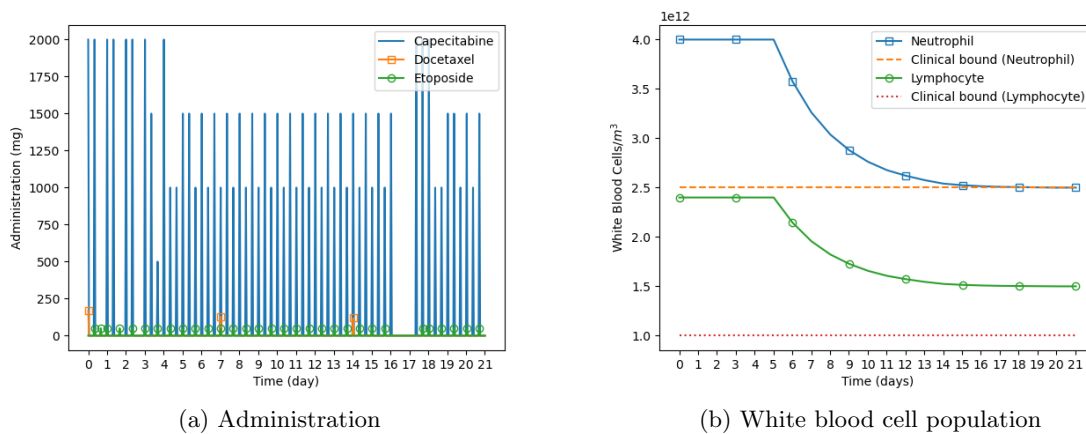 Administration (mg)
2000
1750
1500
1250
1000
750
500
250
0
Capecitabine
Docetaxel
Etoposide
0 1 2 3 4 5 6 7 8 9 10 11 12 13 14 15 16 17 18 19 20 21
Time (day)
(a) Administration
1e12
White Blood Cells/m³
4.0
3.5
3.0
2.5
2.0
1.5
1.0
Neutrophil
Clinical bound (Neutrophil)
Lymphocyte
Clinical bound (Lymphocyte)
0 1 2 3 4 5 6 7 8 9 10 11 12 13 14 15 16 17 18 19 20 21
Time (days)
(b) White blood cell population